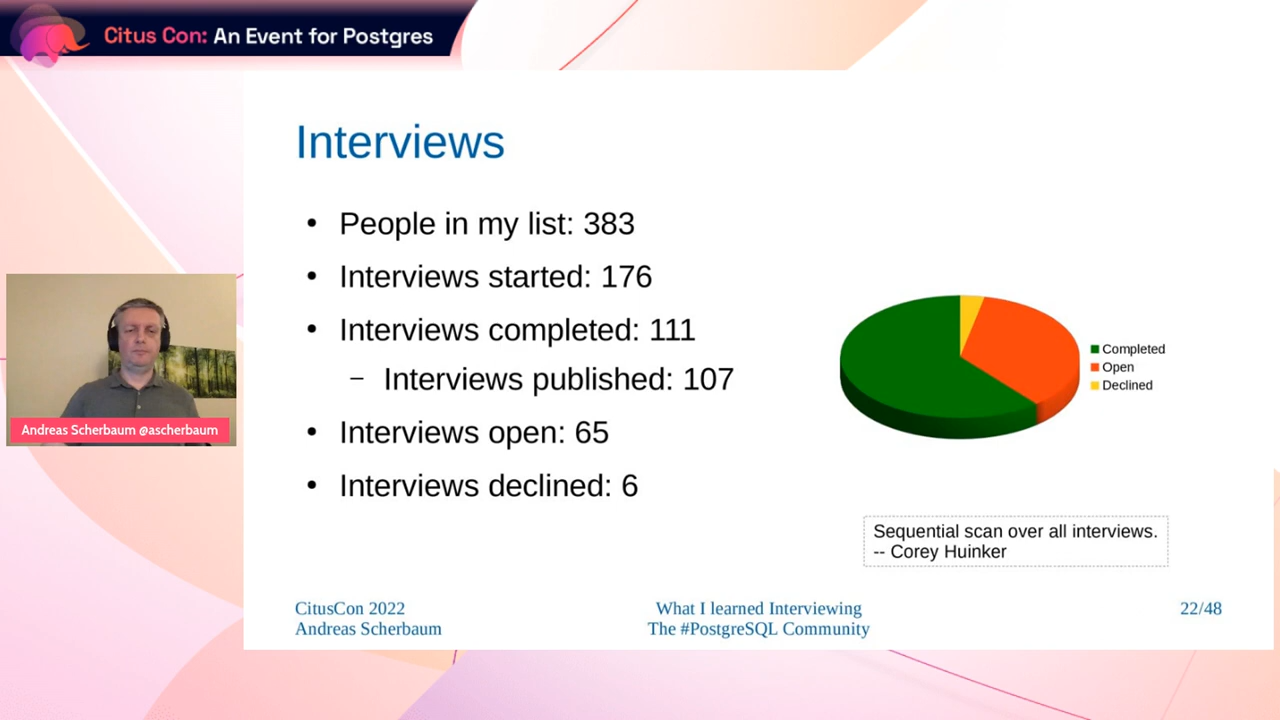 Citus Con: An Event for Postgres
Interviews
• People in my list: 383
• Interviews started: 176
• Interviews completed: 111
– Interviews published: 107
• Interviews open: 65
• Interviews declined: 6
Completed
Open
Declined
Sequential scan over all interviews.
-- Corey Huinker
Andreas Scherbaum @ascherbaum
CitusCon 2022
Andreas Scherbaum
What I learned Interviewing
The #PostgreSQL Community
22/48